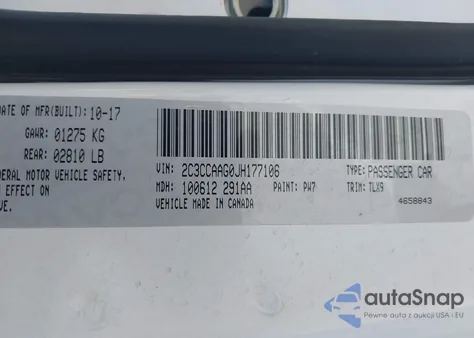 DATE OF MFR(BUILT): 10-17
GAWR: 01275 KG
REAR: 02810 LB
ERAL MOTOR VEHICLE SAFETY.
N EFFECT ON
VE.
VIN: 2C3CCAAG0JH177106
TYPE: PASSENGER CAR
MDH: 100612 291AA
PAINT: PW7
TRIM: TLX9
VEHICLE MADE IN CANADA
4658843
autoSnap
Pewne auto z aukcji USA i EU